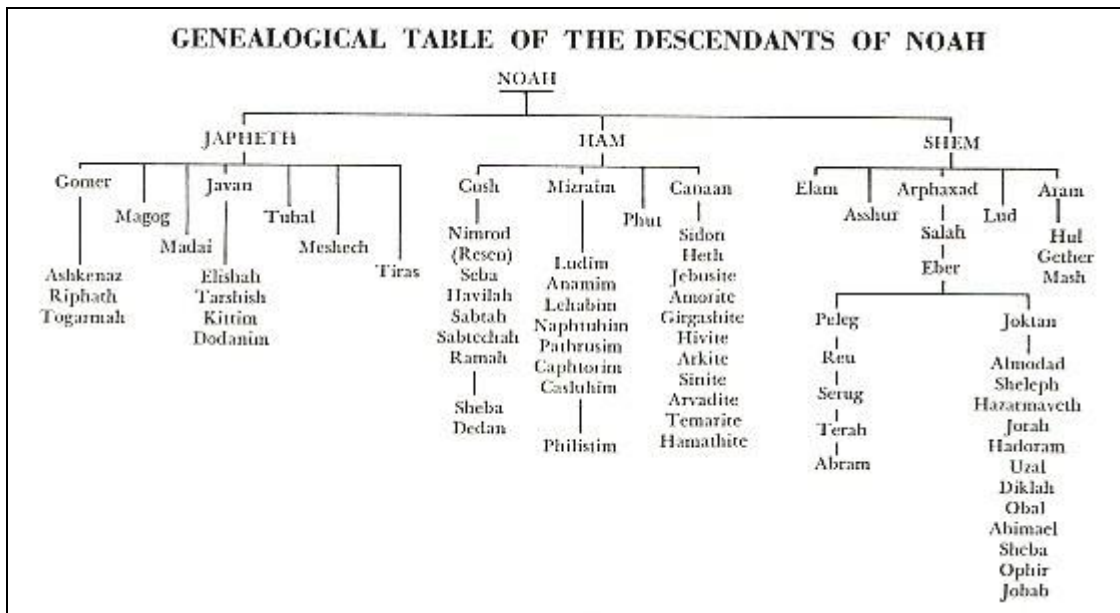 GENEALOGICAL TABLE OF THE DESCENDANTS OF NOAH
NOAH
JAPHETH HAM SHEM
Gomer Javan Cush Mizraim Canaan Elam Arphaxad Aram
Magog Tubal Phut Asshur Lud
Madai Meshech
Tiras
Ashkenaz
Riphath
Togarmah
Elishah
Tarshish
Kittim
Dodanim
Nimrod
(Resen)
Seba
Havilah
Sabtah
Sabtechah
Ramah
Sheba
Dedan
Ludim
Anamim
Lehabim
Naphtuhim
Pathrusim
Caphtorim
Casluhim
Philistim
Sidon
Heth
Jebusite
Amorite
Girgashite
Hivite
Arkite
Sinite
Arvadite
Temarite
Hamathite
Salah
Eber
Hul
Gether
Mash
Peleg
Reu
Serug
Terah
Abram
Joktan
Almodad
Sheleph
Hazarmaveth
Jorah
Hadoram
Uzal
Diklah
Obal
Abimael
Sheba
Ophir
Jobab